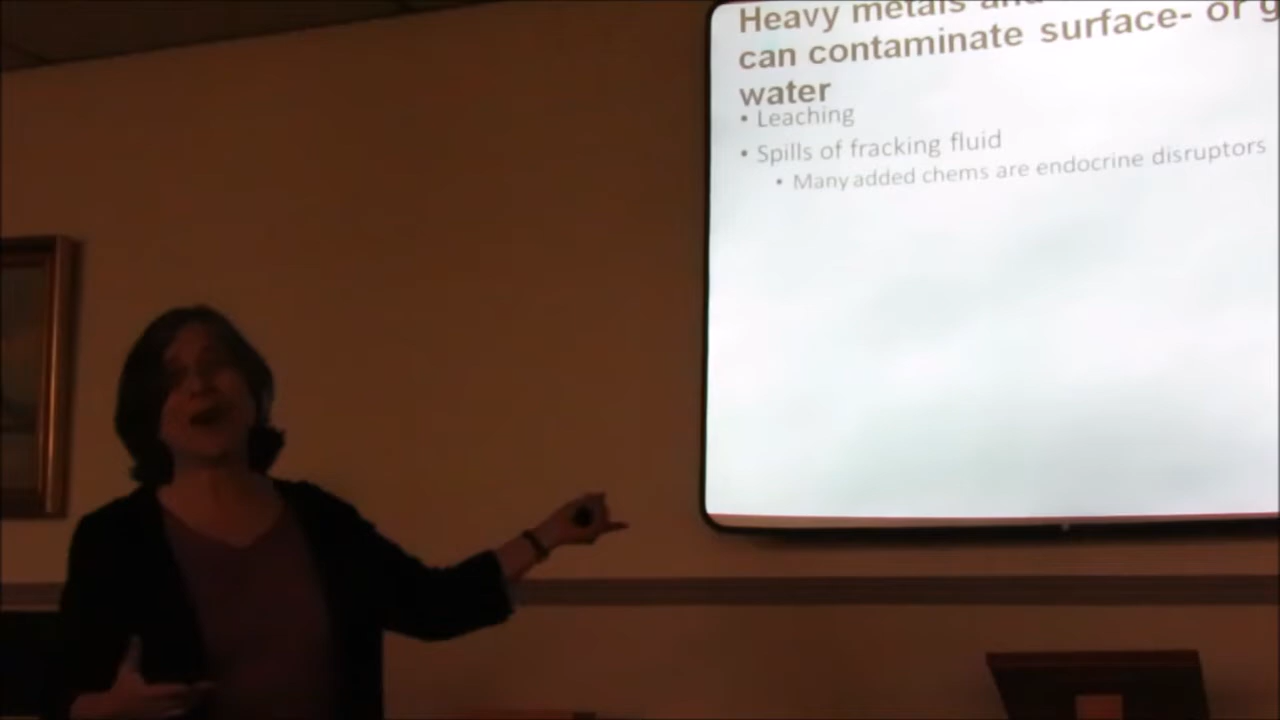 Heavy metals
can contaminate surface- or
water
• Leaching
• Spills of fracking fluid
• Many added chems are endocrine disruptors